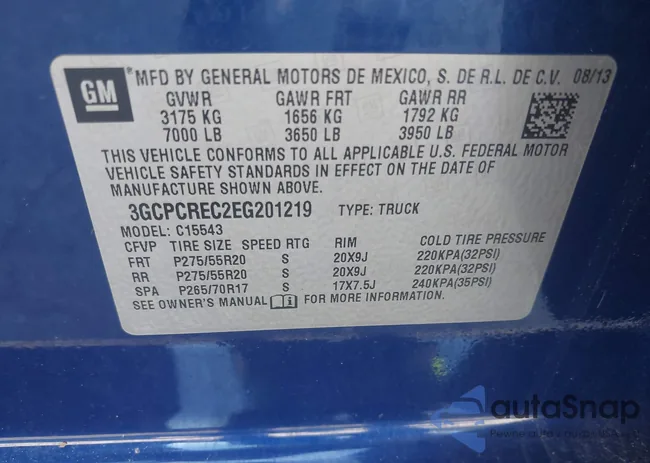 GM
® MFD BY GENERAL MOTORS DE MEXICO, S. DE R.L. DE C.V. 08/13
GVWR GAWR FRT GAWR RR
3175 KG 1656 KG 1792 KG
7000 LB 3650 LB 3950 LB
THIS VEHICLE CONFORMS TO ALL APPLICABLE U.S. FEDERAL MOTOR
VEHICLE SAFETY STANDARDS IN EFFECT ON THE DATE OF
MANUFACTURE SHOWN ABOVE.
3GCPCREC2EG201219 TYPE: TRUCK
MODEL: C15543
CFVP TIRE SIZE SPEED RTG RIM COLD TIRE PRESSURE
FRT P275/55R20 S 20X9J 220KPA(32PSI)
RR P275/55R20 S 20X9J 220KPA(32PSI)
SPA P265/70R17 S 17X7.5J 240KPA(35PSI)
SEE OWNER'S MANUAL FOR MORE INFORMATION.
autoSnap